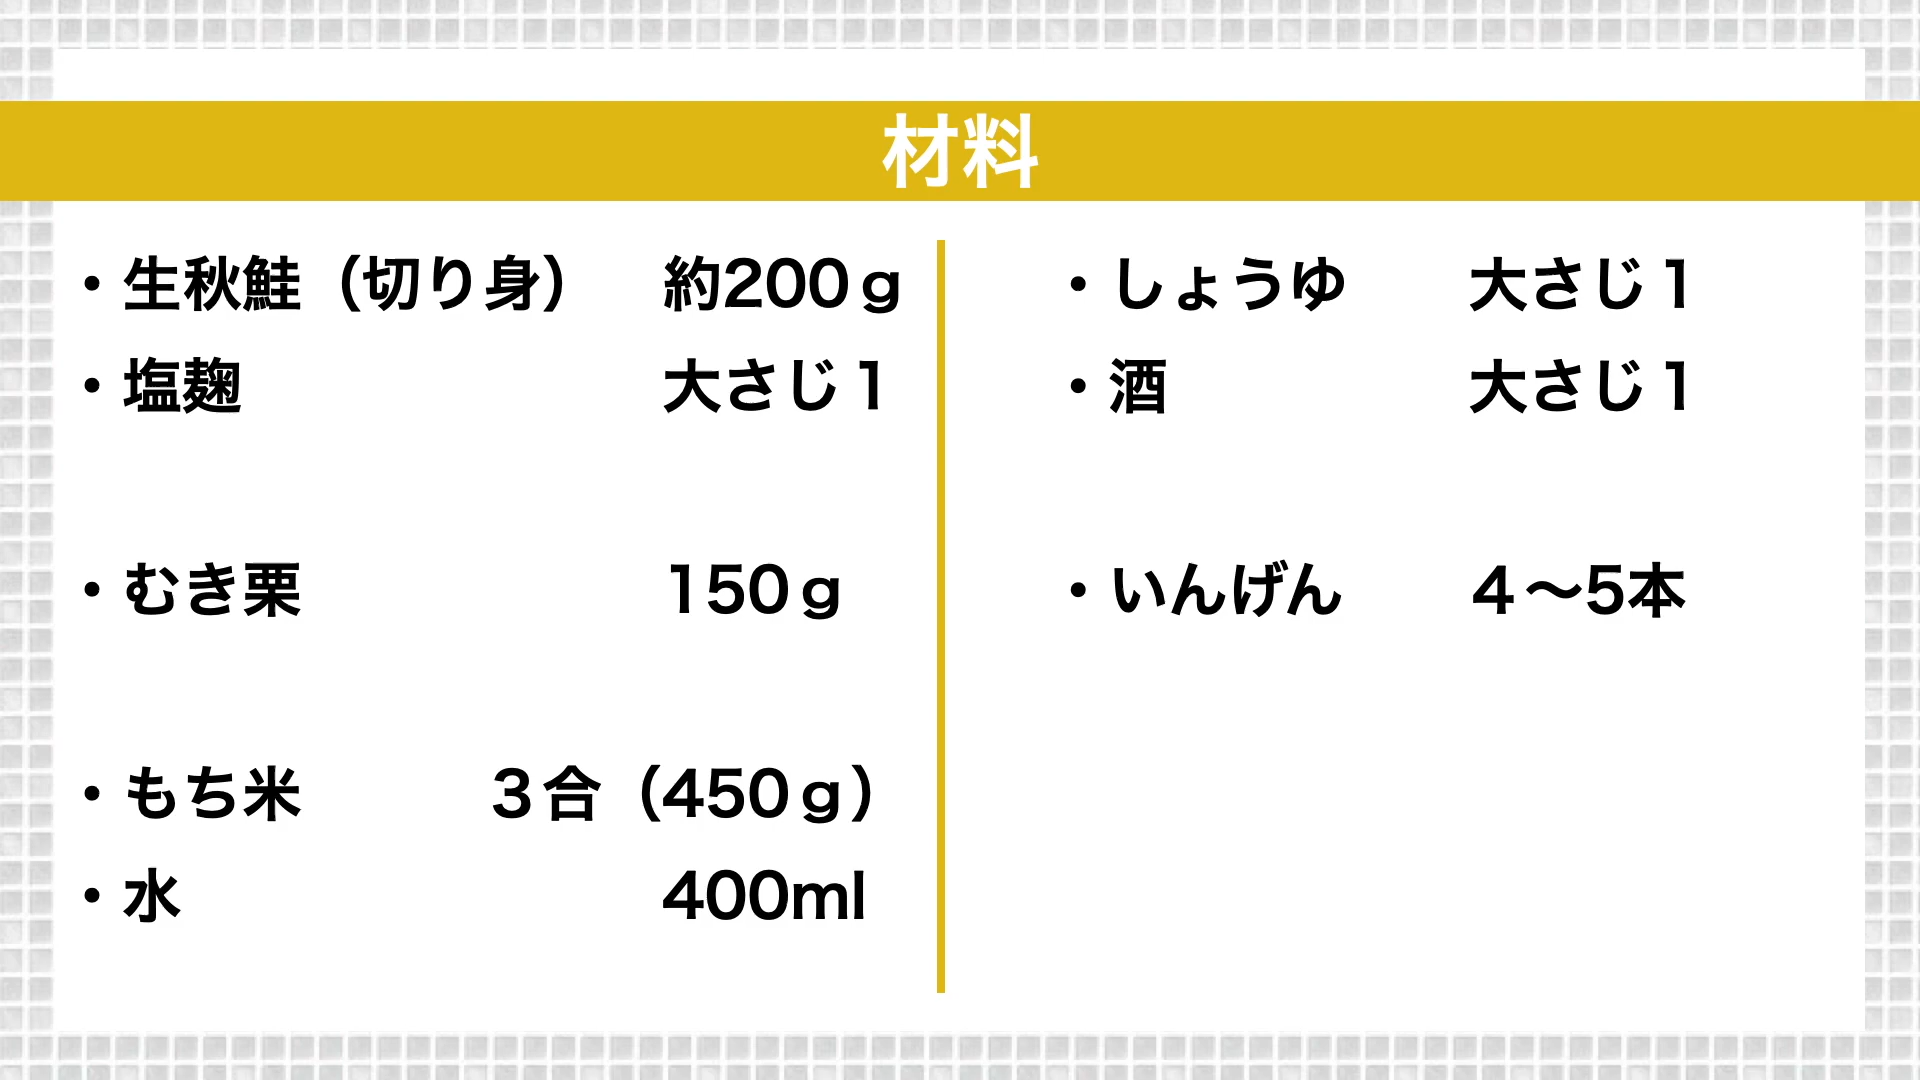 材料
・生秋鮭（切り身）　約200ｇ
・塩麹　大さじ１
・むき栗　150ｇ
・もち米　３合（450ｇ）
・水　400ml
・しょうゆ　大さじ１
・酒　大さじ１
・いんげん　４〜5本